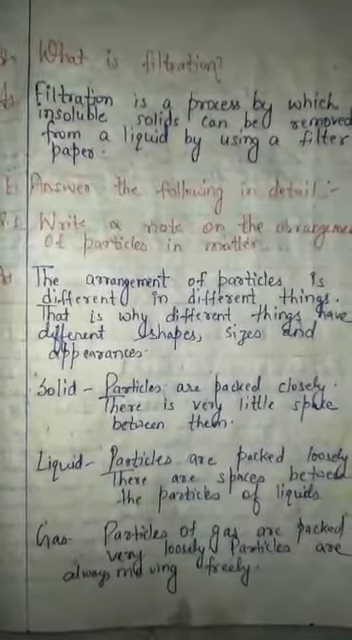 What is filtration?
Filtration is a process by which
insoluble solids can be removed
from a liquid by using a filter
paper.
E. Answer the following in detail:-
Q.1. Write a note on the arrangemen
of particles in matter...
The arrangement of particles is
different in different things.
That is why different things have
different shapes, sizes and
appearances.
Solid - Particles are packed closely.
There is very little space
between them.
Liquid - Particles are packed loosely
There are spaces between
the particles of liquids
Gas - Particles of gas are packed
very loosely Particles are
always moving freely.